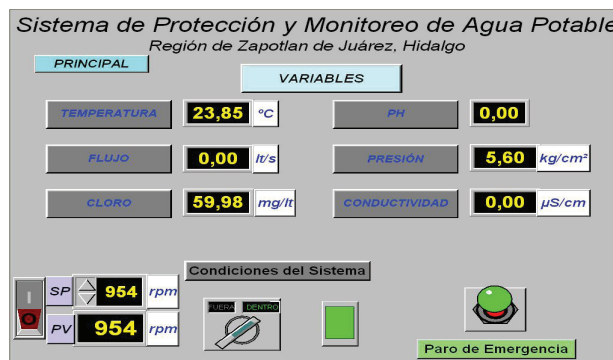 Sistema de Protección y Monitoreo de Agua Potable
Región de Zapotlan de Juárez, Hidalgo
PRINCIPAL
VARIABLES
TEMPERATURA 23,85 °C
PH 0,00
FLUJO 0,00 lt/s
PRESIÓN 5,60 kg/cm²
CLORO 59,98 mg/lt
CONDUCTIVIDAD 0,00 µS/cm
Condiciones del Sistema
I
O
SP 954 rpm
PV 954 rpm
FUERA DENTRO
Paro de Emergencia